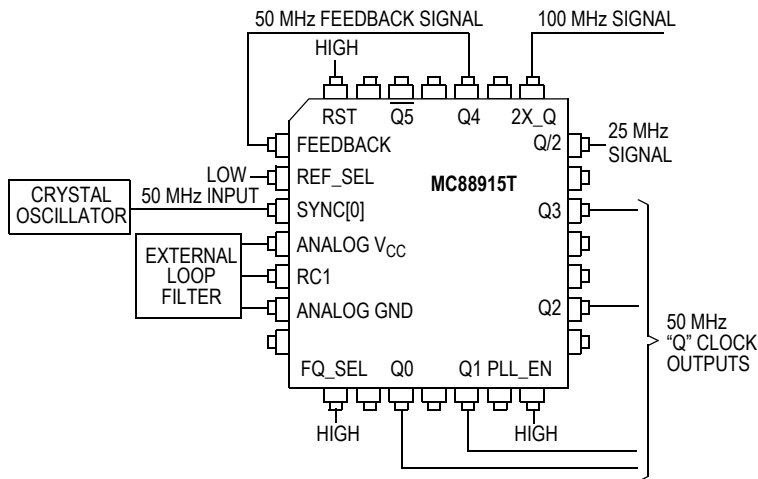 50 MHz FEEDBACK SIGNAL
100 MHz SIGNAL
HIGH
RST
Q5
Q4
2X_Q
FEEDBACK
Q/2
25 MHz
SIGNAL
LOW
REF_SEL
MC88915T
CRYSTAL
OSCILLATOR
50 MHz INPUT
SYNC[0]
Q3
EXTERNAL
LOOP
FILTER
ANALOG VCC
RC1
ANALOG GND
Q2
50 MHz
“Q” CLOCK
OUTPUTS
FQ_SEL
Q0
Q1
PLL_EN
HIGH
HIGH